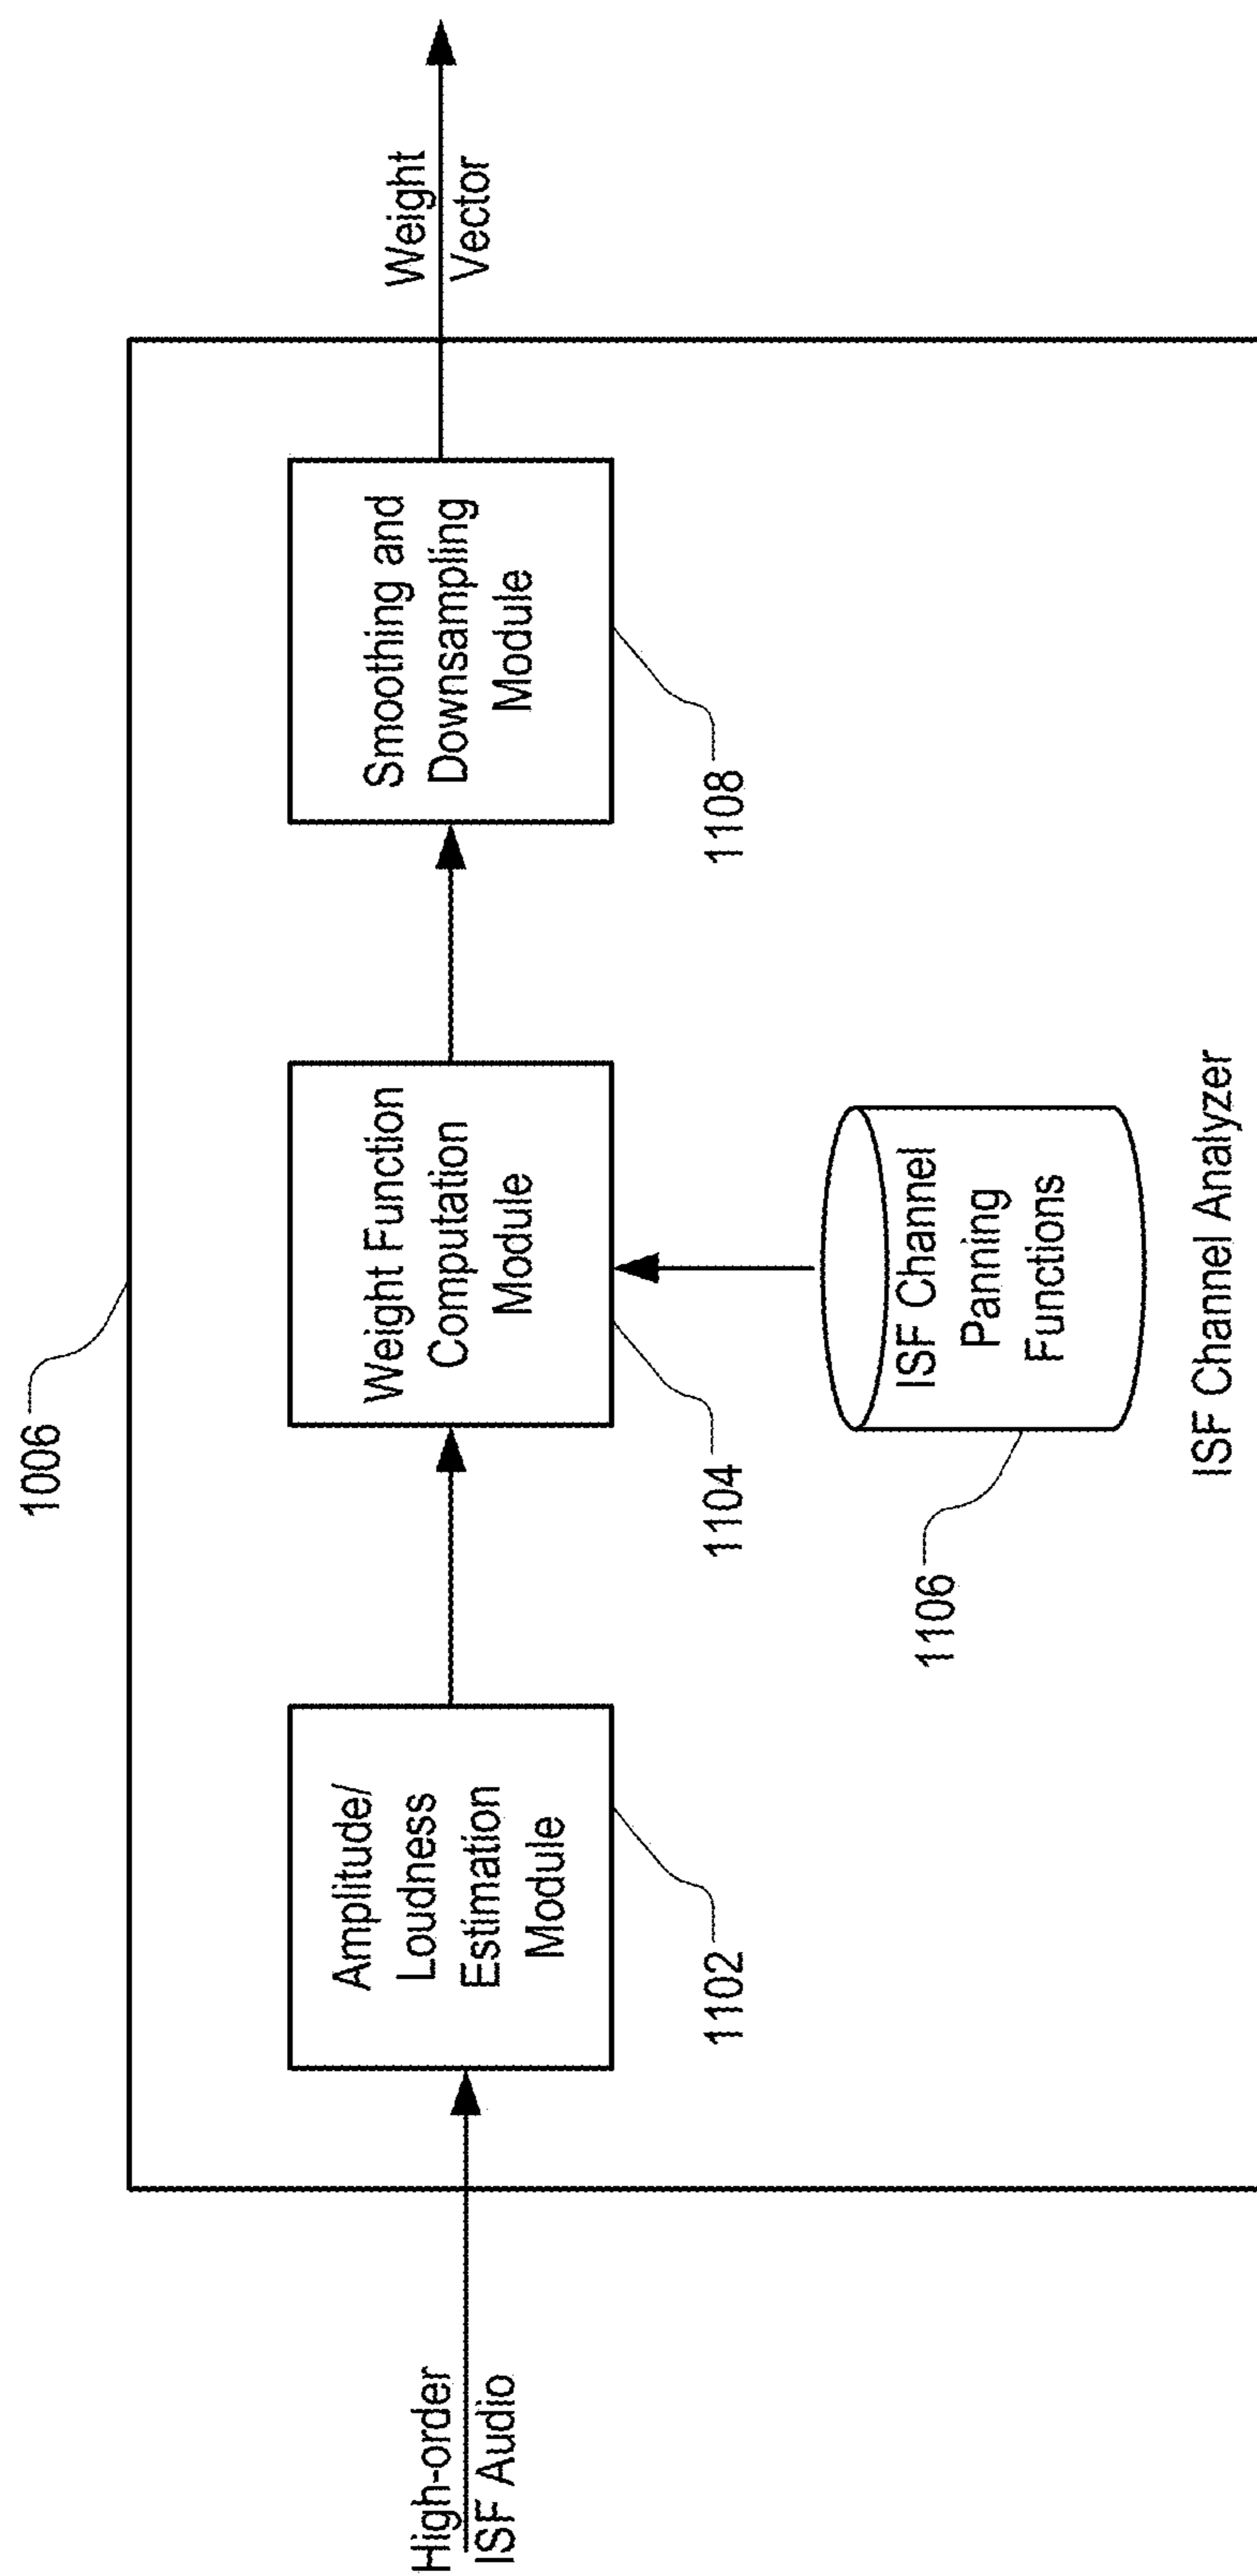 1006
High-order
ISF Audio
Amplitude/
Loudness
Estimation
Module
1102
Weight Function
Computation
Module
1104
Smoothing and
Downsampling
Module
1108
Weight
Vector
ISF Channel
Panning
Functions
1106
ISF Channel Analyzer